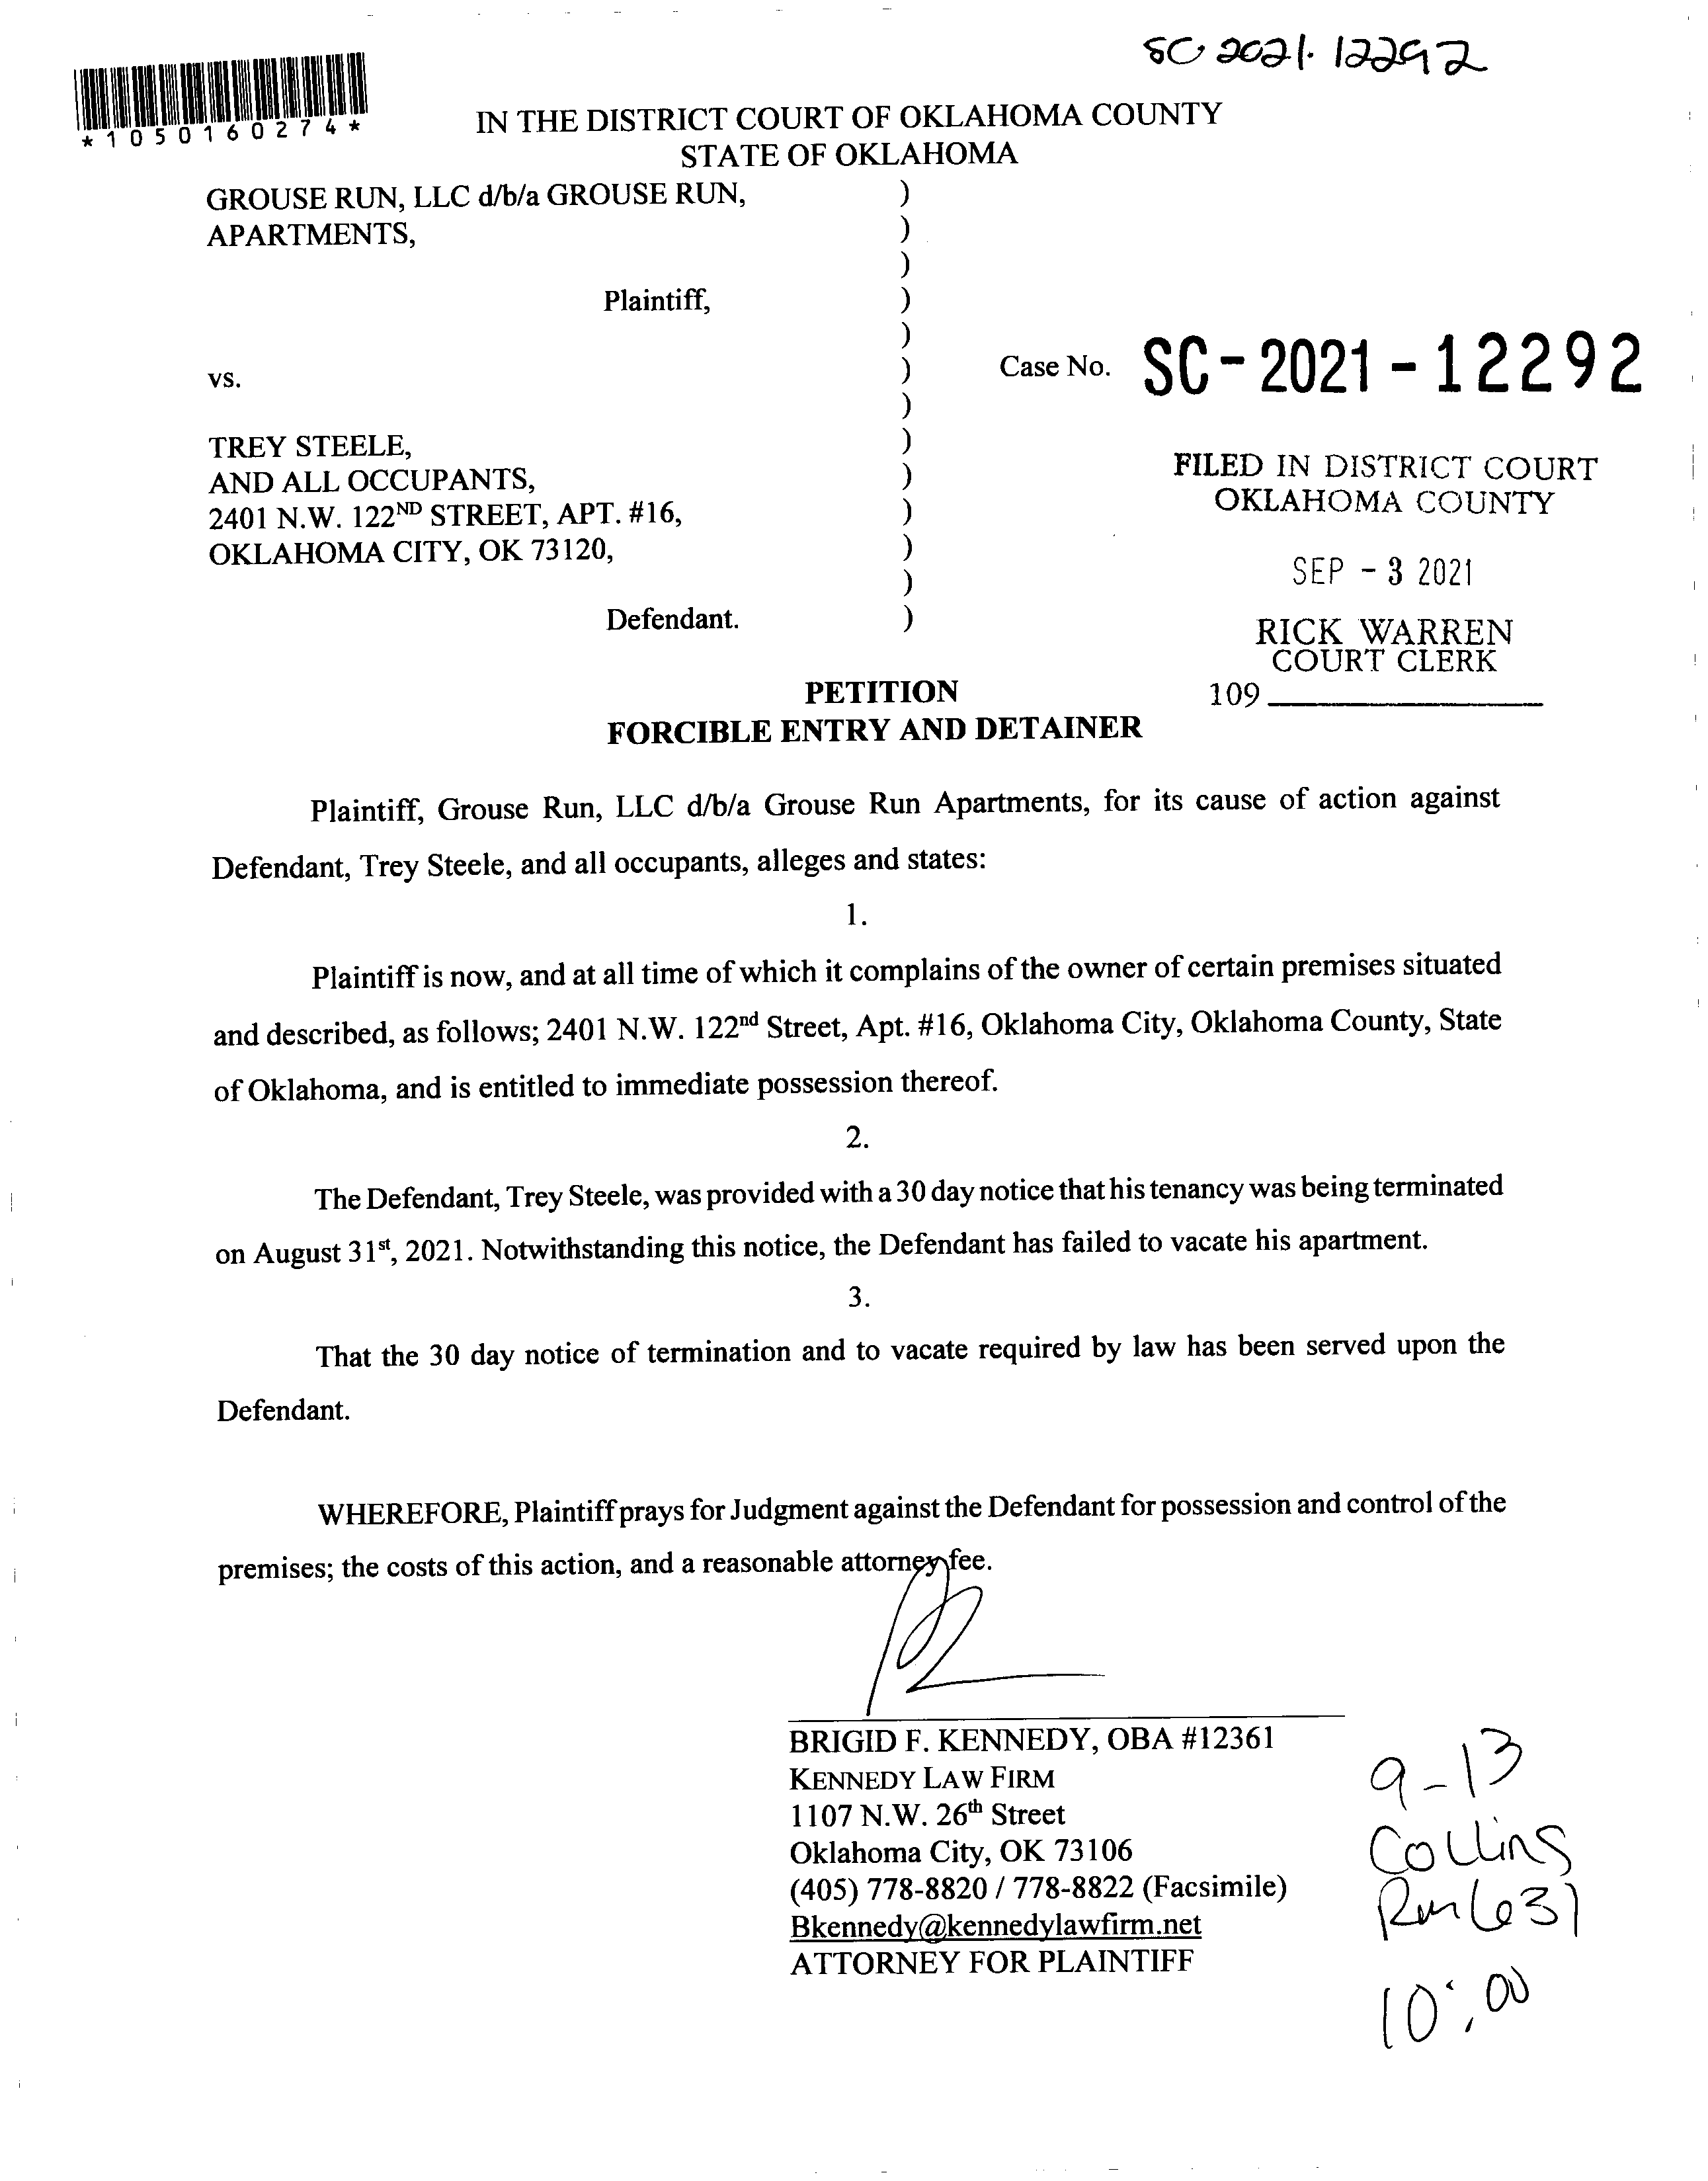 SC 2021-12292
*1050160274*
IN THE DISTRICT COURT OF OKLAHOMA COUNTY
STATE OF OKLAHOMA
GROUSE RUN, LLC d/b/a GROUSE RUN, )
APARTMENTS, )
)
Plaintiff, )
)
vs. ) Case No. SC-2021-12292
)
TREY STEELE, )
AND ALL OCCUPANTS, )
2401 N.W. 122ND STREET, APT. #16, )
OKLAHOMA CITY, OK 73120, )
)
Defendant. )
FILED IN DISTRICT COURT
OKLAHOMA COUNTY
SEP - 3 2021
RICK WARREN
COURT CLERK
109
PETITION
FORCIBLE ENTRY AND DETAINER
Plaintiff, Grouse Run, LLC d/b/a Grouse Run Apartments, for its cause of action against
Defendant, Trey Steele, and all occupants, alleges and states:
1.
Plaintiff is now, and at all time of which it complains of the owner of certain premises situated
and described, as follows; 2401 N.W. 122nd Street, Apt. #16, Oklahoma City, Oklahoma County, State
of Oklahoma, and is entitled to immediate possession thereof.
2.
The Defendant, Trey Steele, was provided with a 30 day notice that his tenancy was being terminated
on August 31st, 2021. Notwithstanding this notice, the Defendant has failed to vacate his apartment.
3.
That the 30 day notice of termination and to vacate required by law has been served upon the
Defendant.
WHEREFORE, Plaintiff prays for Judgment against the Defendant for possession and control of the
premises; the costs of this action, and a reasonable attorney fee.
BRIGID F. KENNEDY, OBA #12361
KENNEDY LAW FIRM
1107 N.W. 26th Street
Oklahoma City, OK 73106
(405) 778-8820 / 778-8822 (Facsimile)
Bkennedy@kennedylawfirm.net
ATTORNEY FOR PLAINTIFF
9-13
Collins
Rm 631
10:00